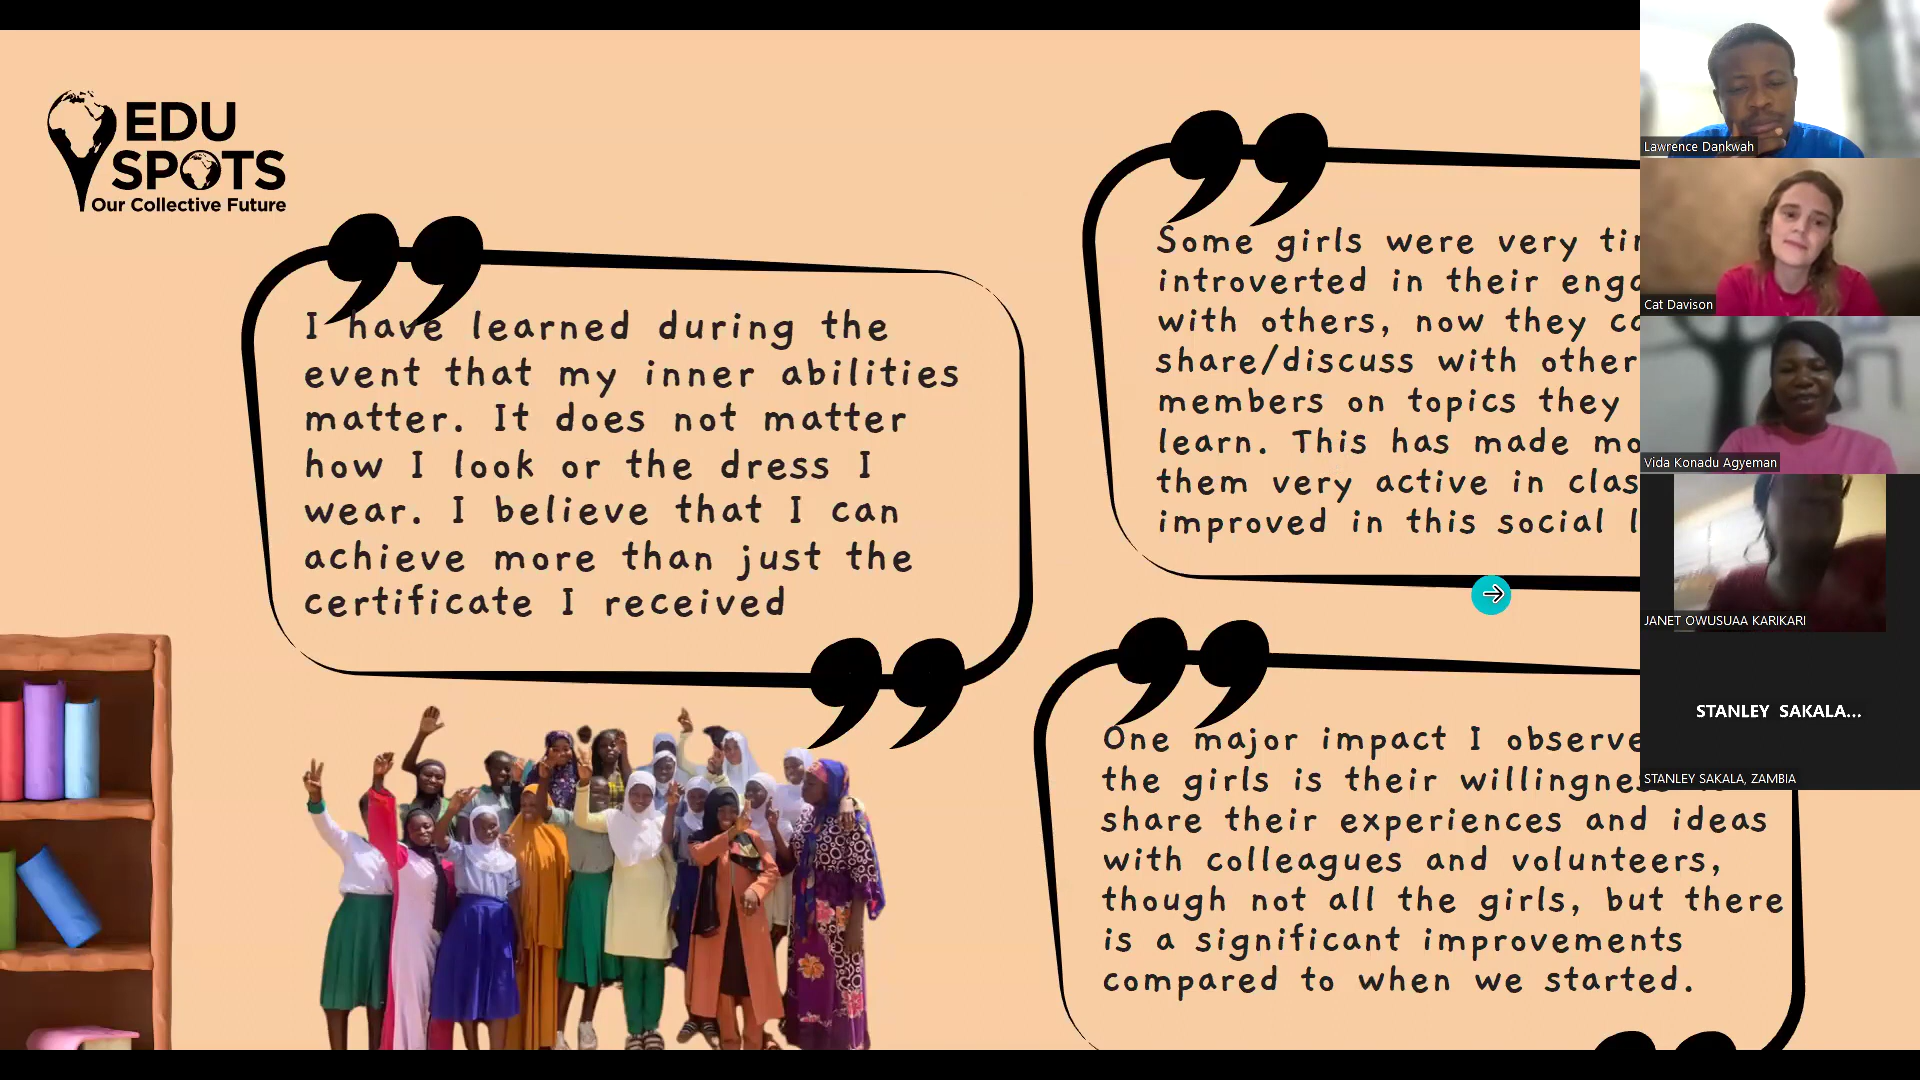 EDU
SPOTS
Our Collective Future
I have learned during the
event that my inner abilities
matter. It does not matter
how I look or the dress I
wear. I believe that I can
achieve more than just the
certificate I received
Some girls were very
introverted in their
with others, now they
share/discuss with other
members on topics they
learn. This has made
them very active in
improved in this social
One major impact I
the girls is their
share their experiences and ideas
with colleagues and volunteers,
though not all the girls, but there
is a significant improvements
compared to when we started.
Lawrence Dankwah
Cat Davison
Vida Konadu Agyeman
JANET OWUSUAA KARIKARI
STANLEY SAKALA...
STANLEY SAKALA, ZAMBIA